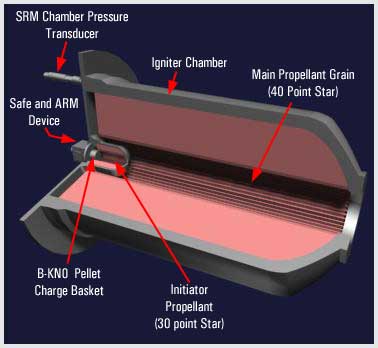 SRM Chamber Pressure
Transducer
Igniter Chamber
Main Propellant Grain
(40 Point Star)
Safe and ARM
Device
B-KNO Pellet
Charge Basket
Initiator
Propellant
(30 point Star)